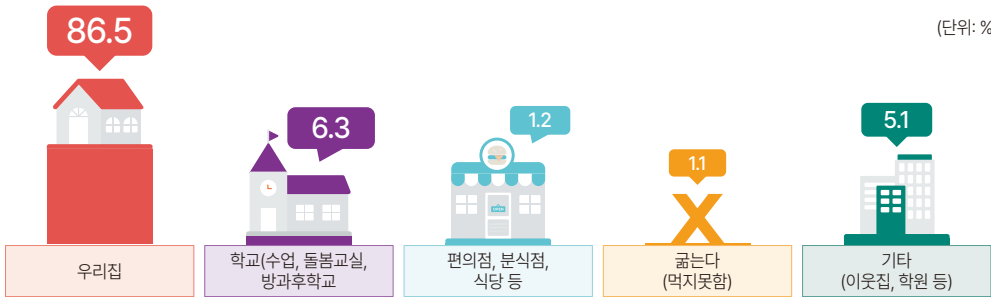 (단위: %
86.5
6.3
1.2
1.1
5.1
우리집
학교(수업, 돌봄교실,
방과후학교
편의점, 분식점,
식당 등
굶는다
(먹지못함)
기타
(이웃집, 학원 등)